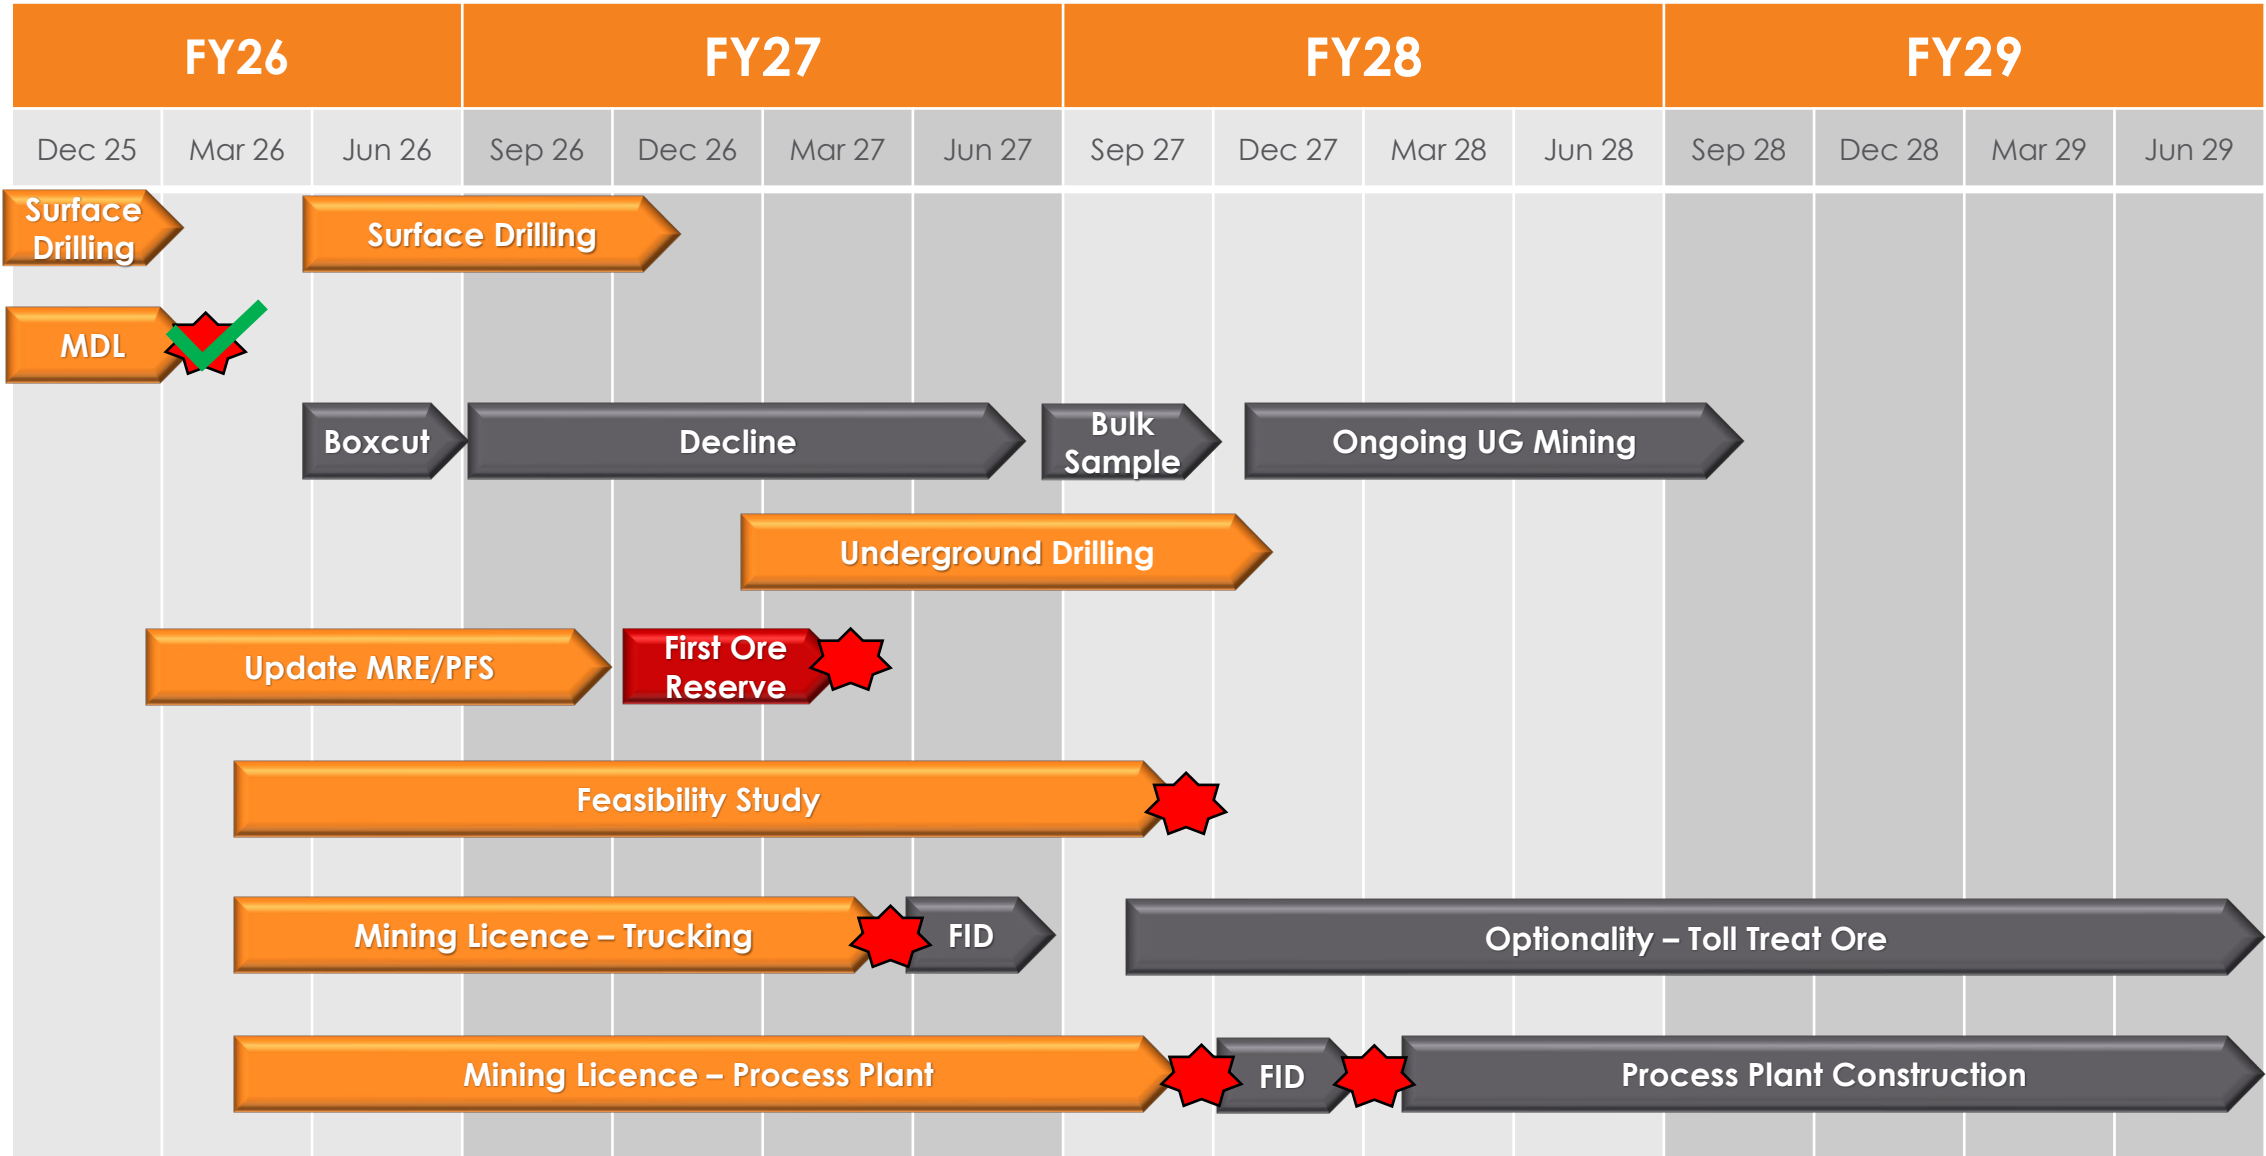 FY26 FY27 FY28 FY29
Dec 25 Mar 26 Jun 26 Sep 26 Dec 26 Mar 27 Jun 27 Sep 27 Dec 27 Mar 28 Jun 28 Sep 28 Dec 28 Mar 29 Jun 29
Surface
Drilling
Surface Drilling
MDL
Boxcut
Decline
Bulk
Sample
Ongoing UG Mining
Underground Drilling
Update MRE/PFS
First Ore
Reserve
Feasibility Study
Mining Licence – Trucking
FID
Optionality – Toll Treat Ore
Mining Licence – Process Plant
FID
Process Plant Construction